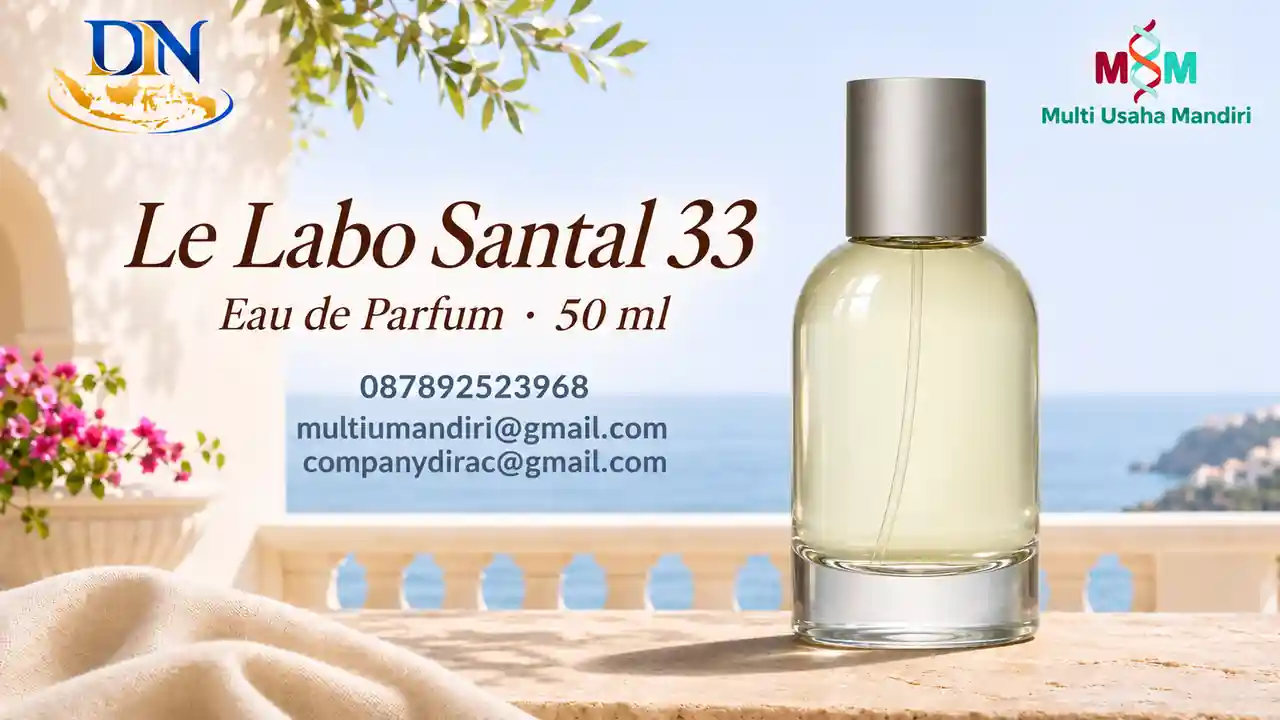 DIN
MSM
Multi Usaha Mandiri
Le Labo Santal 33
Eau de Parfum · 50 ml
087892523968
multiumandiri@gmail.com
companydirac@gmail.com